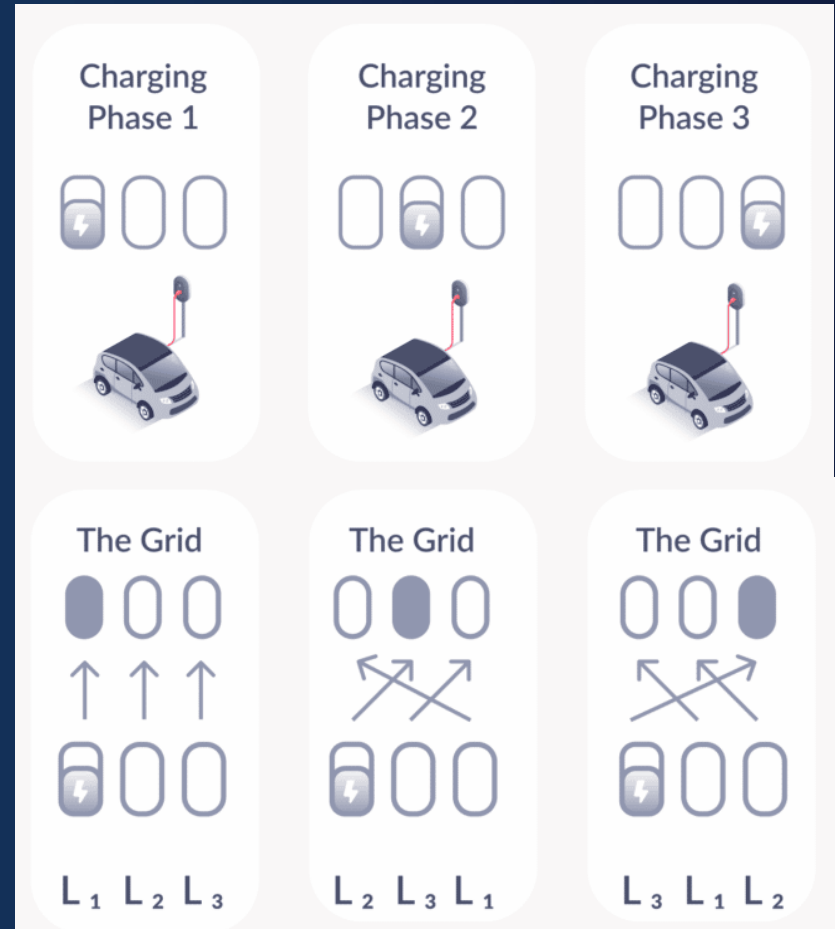 Charging
Phase 1
Charging
Phase 2
Charging
Phase 3
The Grid
The Grid
The Grid
L₁ L₂ L₃
L₂ L₃ L₁
L₃ L₁ L₂